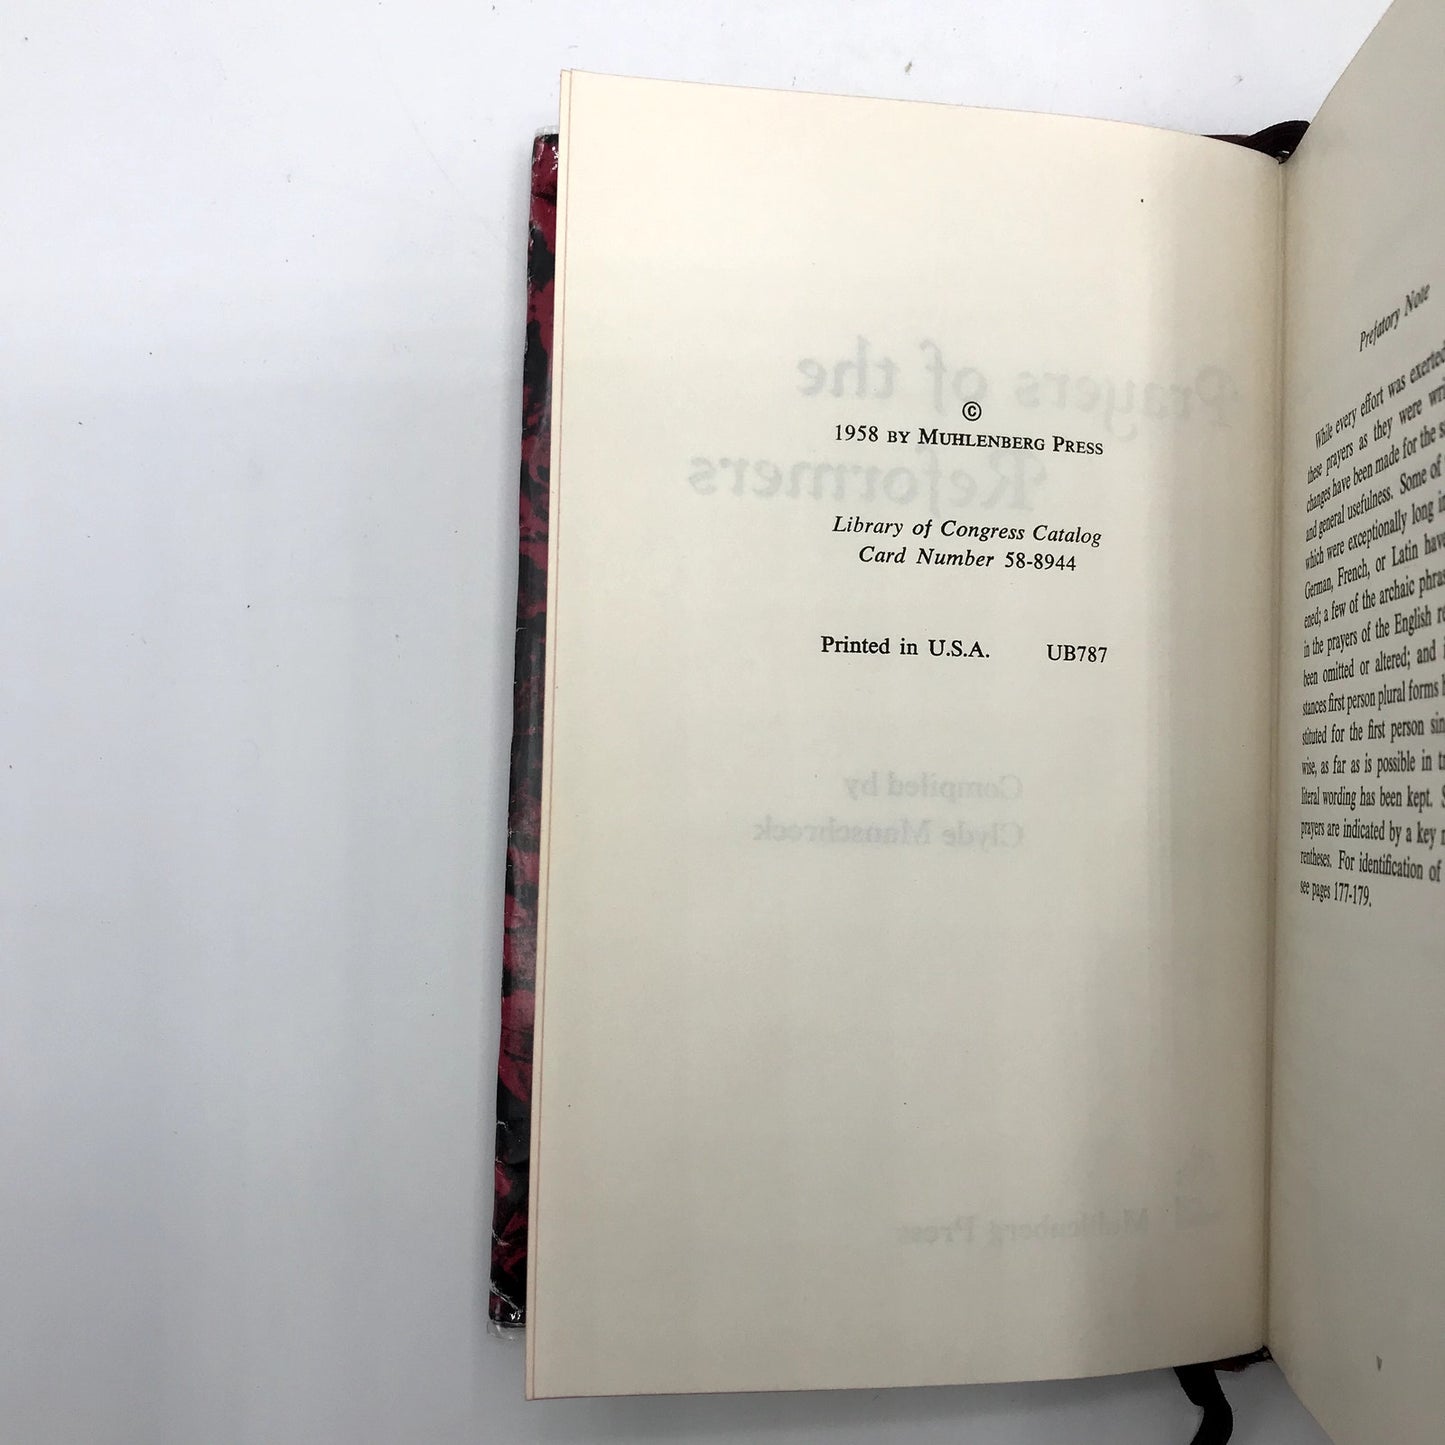 ©
1958 BY MUHLENBERG PRESS
Library of Congress Catalog
Card Number 58-8944
Printed in U.S.A. UB787
Prayers of the
Reformers
Compiled by
Clyde Manschreck
Muhlenberg Press
Prefatory Note
While every effort was exerted
these prayers as they were
changes have been made for the
and general usefulness. Some of
which were exceptionally long
German, French, or Latin have
ened; a few of the archaic
in the prayers of the English
been omitted or altered; and
stances first person plural forms
stituted for the first person
wise, as far as is possible in
literal wording has been kept.
prayers are indicated by a key
rentheses. For identification of
see pages 177-179.
v